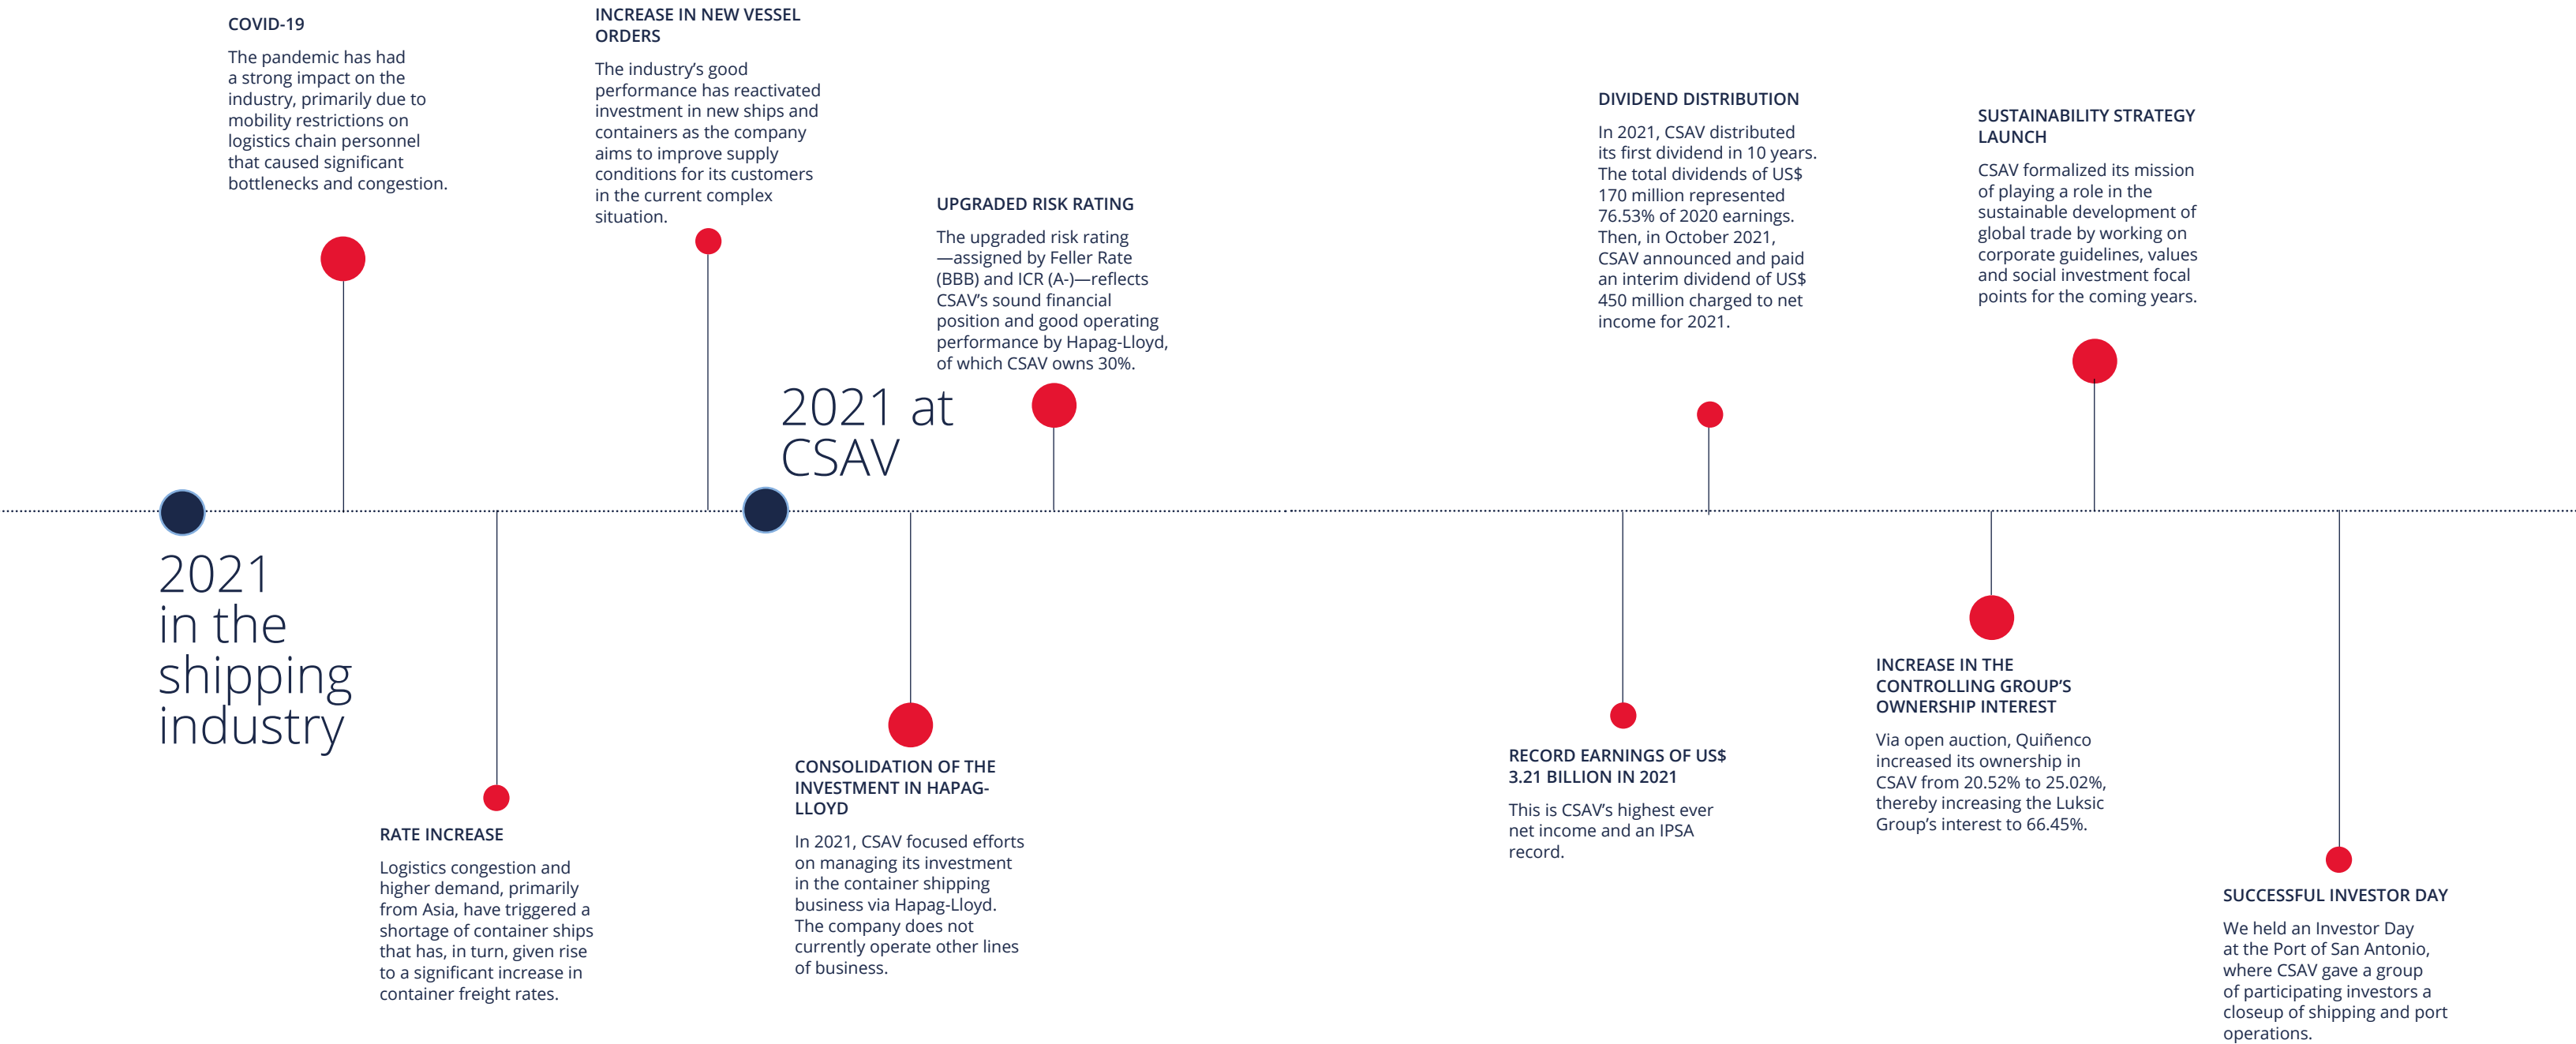 COVID-19
The pandemic has had
a strong impact on the
industry, primarily due to
mobility restrictions on
logistics chain personnel
that caused significant
bottlenecks and congestion.
INCREASE IN NEW VESSEL
ORDERS
The industry’s good
performance has reactivated
investment in new ships and
containers as the company
aims to improve supply
conditions for its customers
in the current complex
situation.
2021
in the
shipping
industry
RATE INCREASE
Logistics congestion and
higher demand, primarily
from Asia, have triggered a
shortage of container ships
that has, in turn, given rise
to a significant increase in
container freight rates.
2021 at
CSAV
UPGRADED RISK RATING
The upgraded risk rating
—assigned by Feller Rate
(BBB) and ICR (A-)—reflects
CSAV’s sound financial
position and good operating
performance by Hapag-Lloyd,
of which CSAV owns 30%.
CONSOLIDATION OF THE
INVESTMENT IN HAPAG-
LLOYD
In 2021, CSAV focused efforts
on managing its investment
in the container shipping
business via Hapag-Lloyd.
The company does not
currently operate other lines
of business.
DIVIDEND DISTRIBUTION
In 2021, CSAV distributed
its first dividend in 10 years.
The total dividends of US$
170 million represented
76.53% of 2020 earnings.
Then, in October 2021,
CSAV announced and paid
an interim dividend of US$
450 million charged to net
income for 2021.
RECORD EARNINGS OF US$
3.21 BILLION IN 2021
This is CSAV’s highest ever
net income and an IPSA
record.
SUSTAINABILITY STRATEGY
LAUNCH
CSAV formalized its mission
of playing a role in the
sustainable development of
global trade by working on
corporate guidelines, values
and social investment focal
points for the coming years.
INCREASE IN THE
CONTROLLING GROUP’S
OWNERSHIP INTEREST
Via open auction, Quiñenco
increased its ownership in
CSAV from 20.52% to 25.02%,
thereby increasing the Luksic
Group’s interest to 66.45%.
SUCCESSFUL INVESTOR DAY
We held an Investor Day
at the Port of San Antonio,
where CSAV gave a group
of participating investors a
closeup of shipping and port
operations.